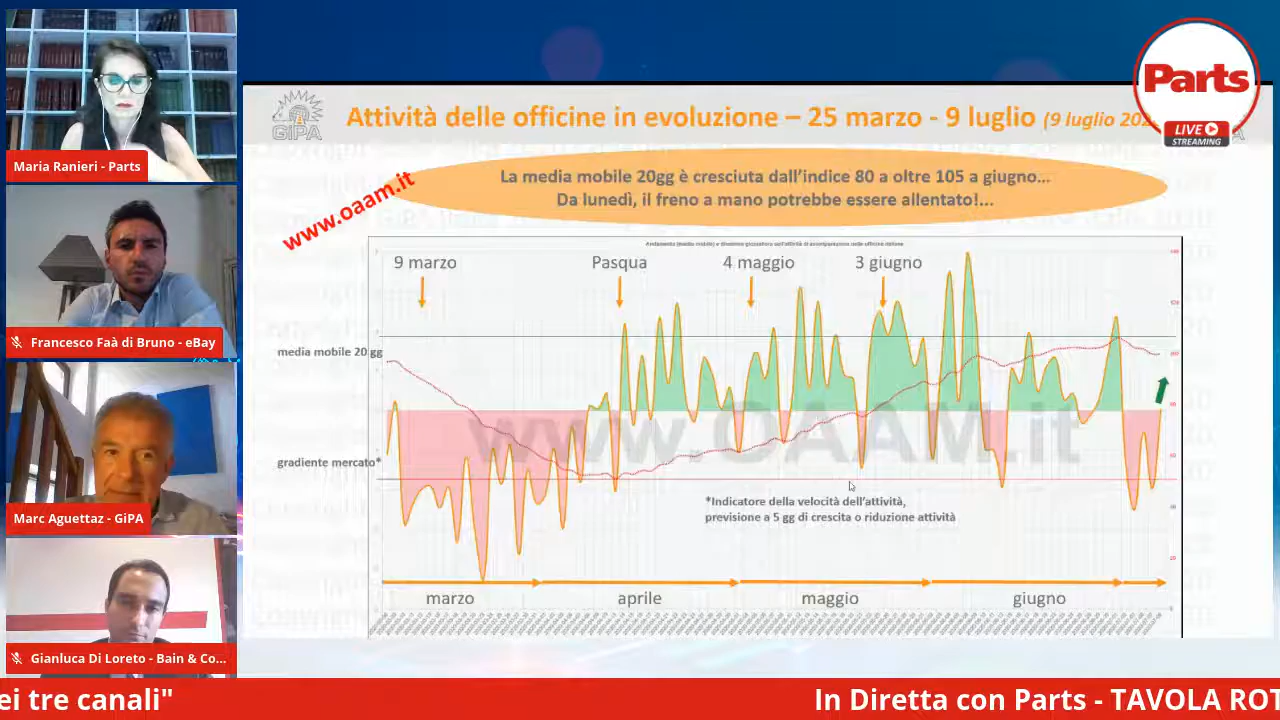 Maria Ranieri - Parts
Francesco Faà di Bruno - eBay
Marc Aguettaz - GiPA
Gianluca Di Loreto - Bain & Co...
GIPA
Attività delle officine in evoluzione – 25 marzo - 9 luglio (9 luglio 202
Parts
LIVE
STREAMING
www.oaam.it
La media mobile 20gg è cresciuta dall'indice 80 a oltre 105 a giugno...
Da lunedì, il freno a mano potrebbe essere allentato!...
9 marzo
Pasqua
4 maggio
3 giugno
media mobile 20 gg
gradiente mercato*
www.OAAM.it
*Indicatore della velocità dell'attività,
previsione a 5 gg di crescita o riduzione attività
marzo
aprile
maggio
giugno
ei tre canali"
In Diretta con Parts - TAVOLA ROT